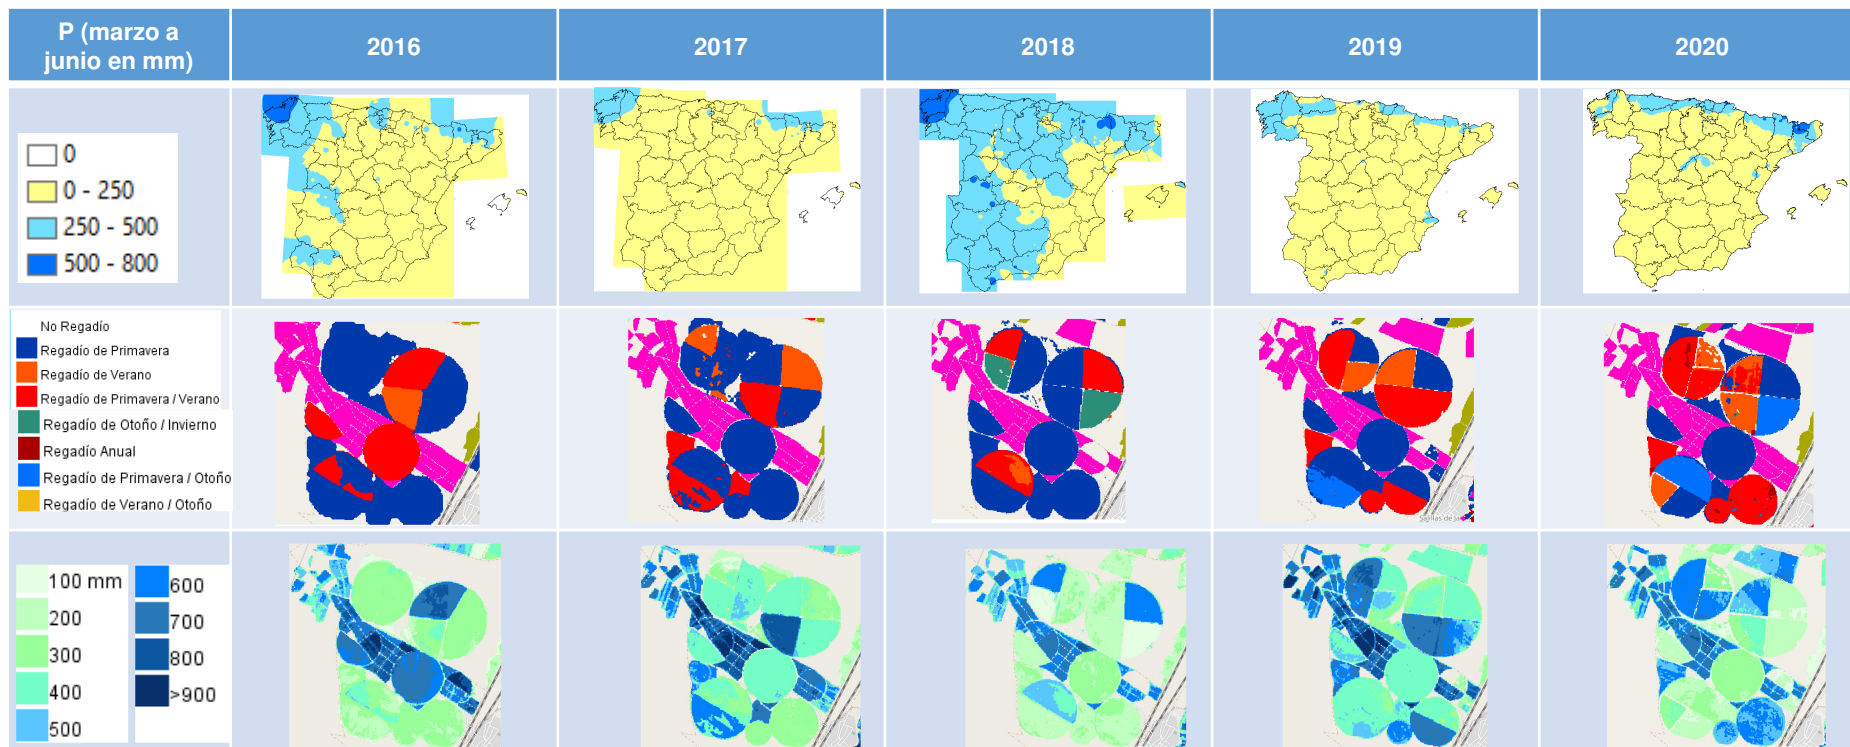 P (marzo a
junio en mm)
2016
2017
2018
2019
2020
0
0 - 250
250 - 500
500 - 800
No Regadío
Regadío de Primavera
Regadío de Verano
Regadío de Primavera / Verano
Regadío de Otoño / Invierno
Regadío Anual
Regadío de Primavera / Otoño
Regadío de Verano / Otoño
100 mm
200
300
400
500
600
700
800
>900